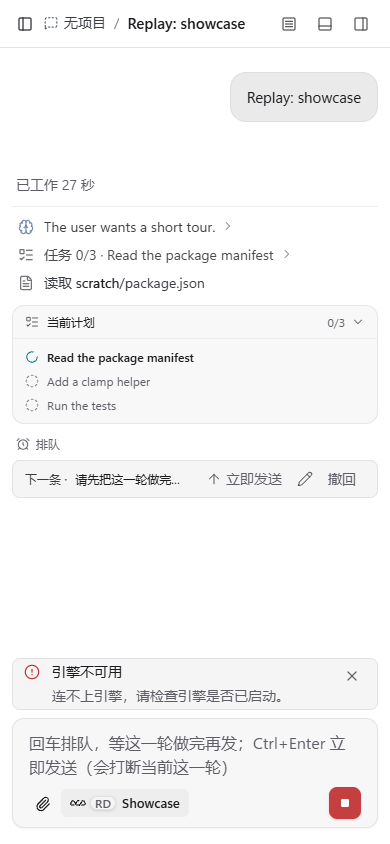 无项目 / Replay: showcase
Replay: showcase
已工作 27 秒
The user wants a short tour.
任务 0/3 · Read the package manifest
读取 scratch/package.json
当前计划 0/3
Read the package manifest
Add a clamp helper
Run the tests
排队
下一条 · 请先把这一轮做完... 立即发送 撤回
引擎不可用
连不上引擎，请检查引擎是否已启动。
回车排队，等这一轮做完再发；Ctrl+Enter 立
即发送（会打断当前这一轮）
RD Showcase